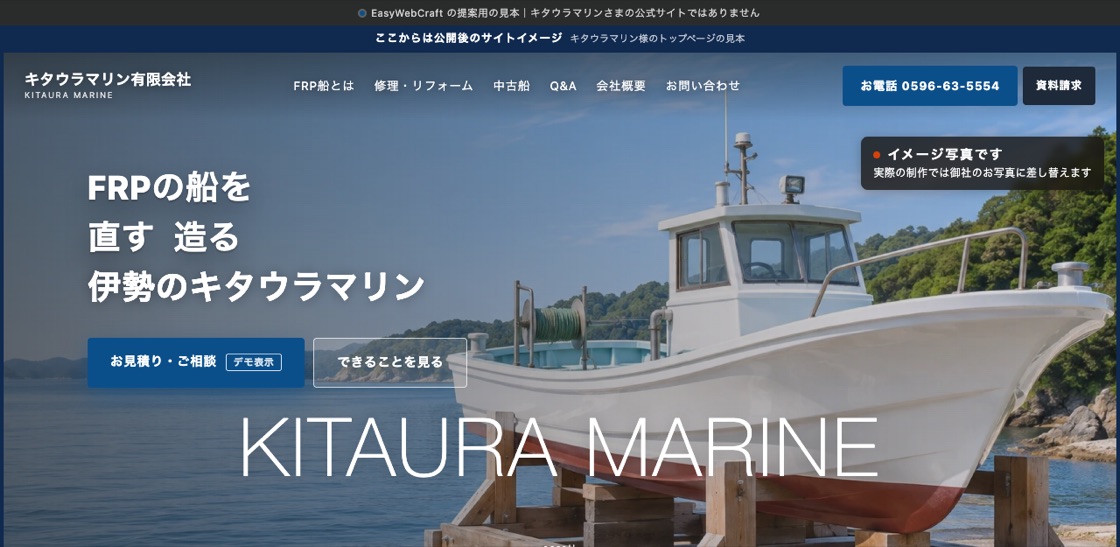 EasyWebCraft の提案用の見本｜キタウラマリンさまの公式サイトではありません
ここからは公開後のサイトイメージ キタウラマリン様のトップページの見本
キタウラマリン有限会社
KITAURA MARINE
FRP船とは 修理・リフォーム 中古船 Q&A 会社概要 お問い合わせ
お電話 0596-63-5554
資料請求
イメージ写真です
実際の制作では御社のお写真に差し替えます
FRPの船を
直す 造る
伊勢のキタウラマリン
お見積り・ご相談 デモ表示
できることを見る
KITAURA MARINE